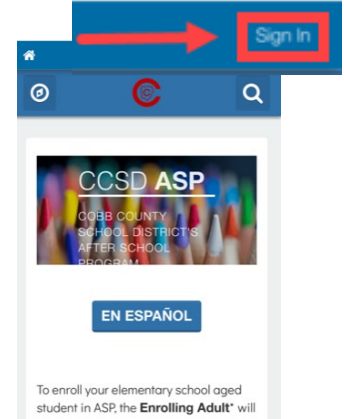 Sign In
CCSD ASP
COBB COUNTY
SCHOOL DISTRICT'S
AFTER SCHOOL
PROGRAM
EN ESPAÑOL
To enroll your elementary school aged
student in ASP, the Enrolling Adult* will